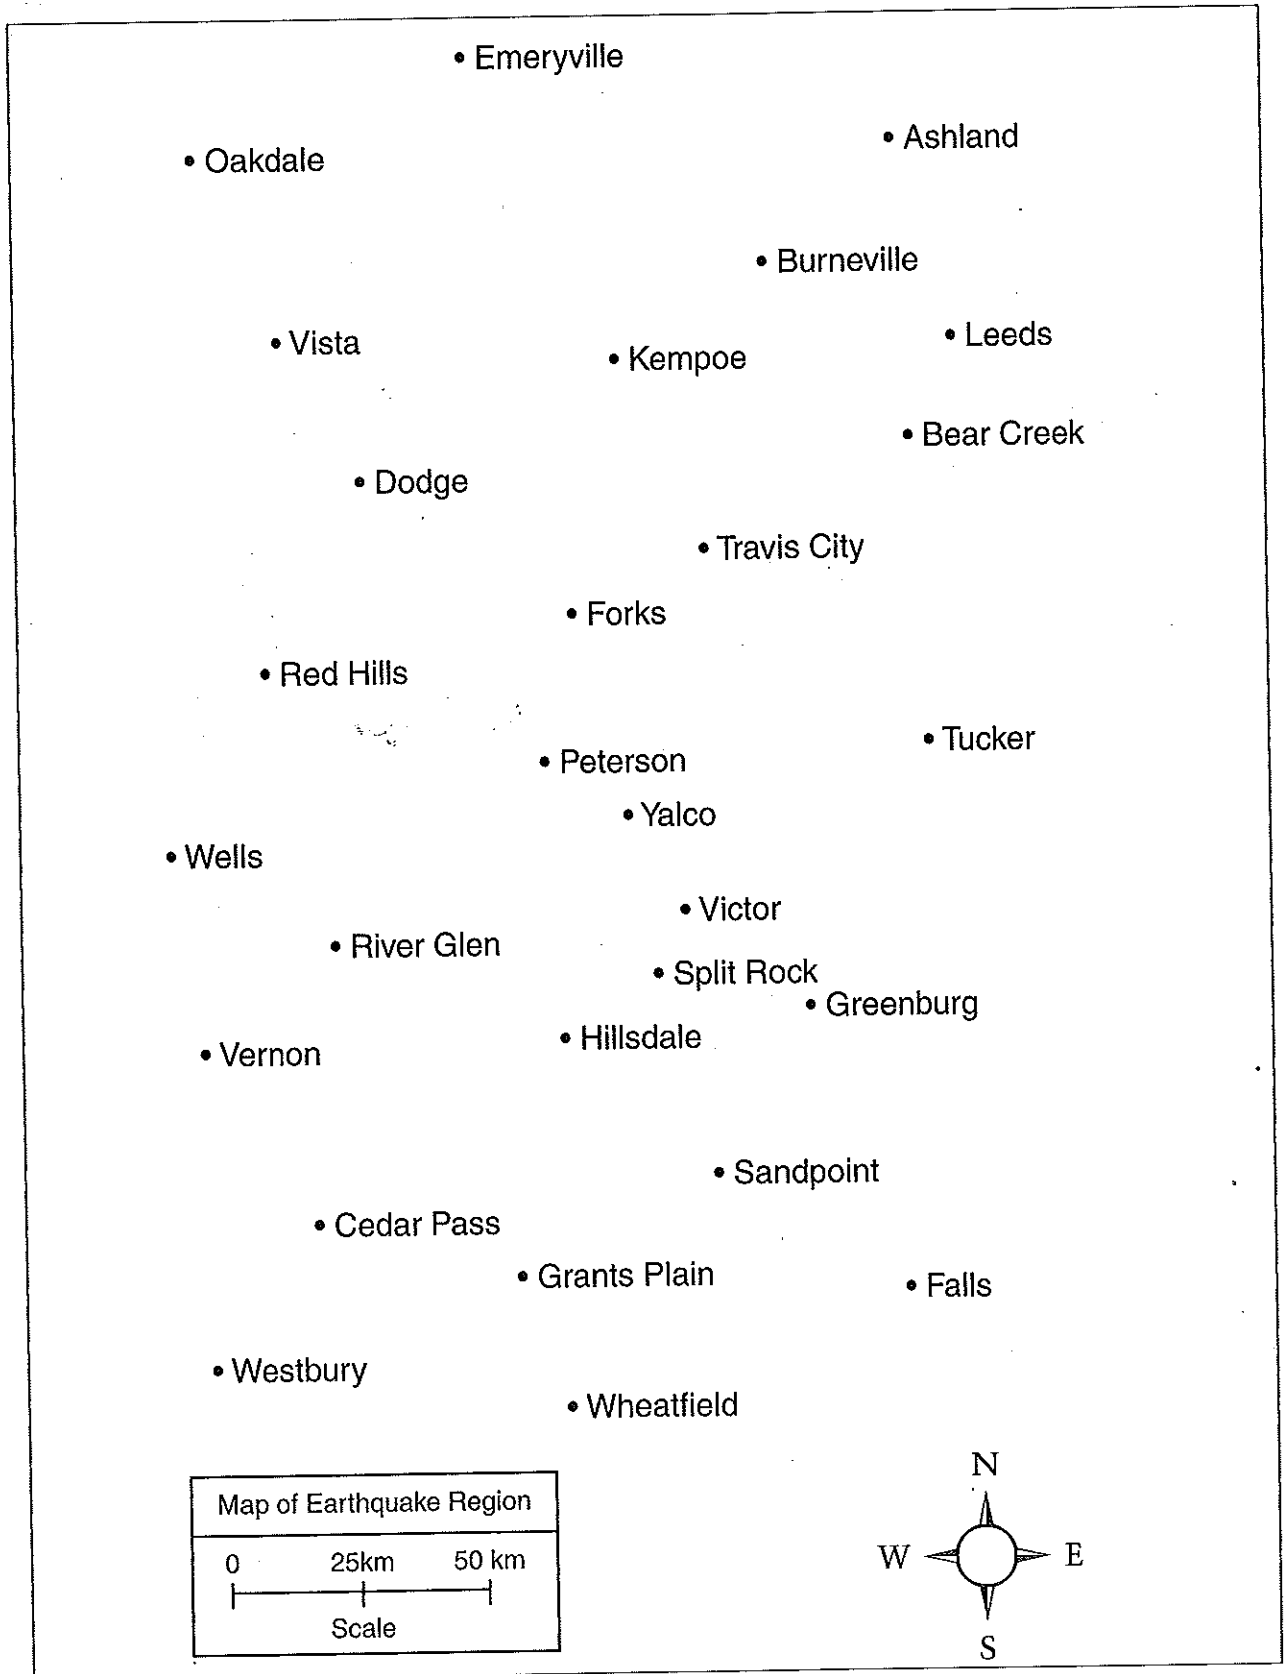 Emeryville
Ashland
Oakdale
Burneville
Leeds
Vista
Kempoe
Bear Creek
Dodge
Travis City
Forks
Red Hills
Tucker
Peterson
Yalco
Wells
Victor
River Glen
Split Rock
Greenburg
Hillsdale
Vernon
Sandpoint
Cedar Pass
Grants Plain
Falls
Westbury
Wheatfield
Map of Earthquake Region
0 25km 50 km
Scale
N
W E
S